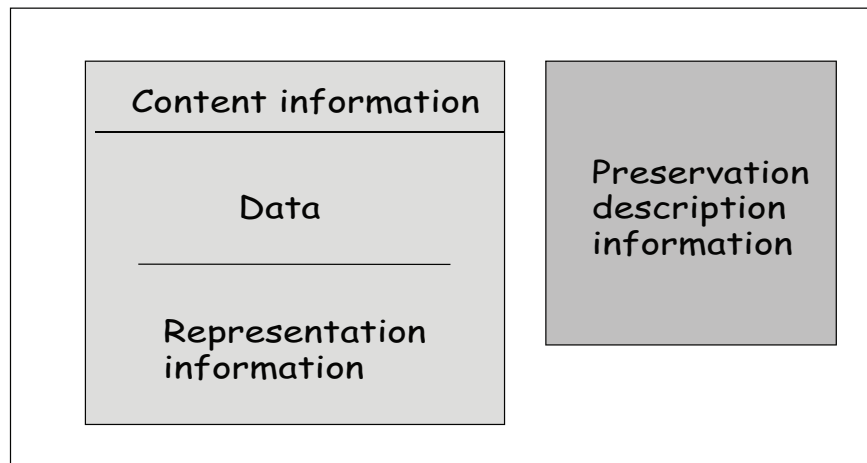 Content information
Data
Representation
information
Preservation
description
information